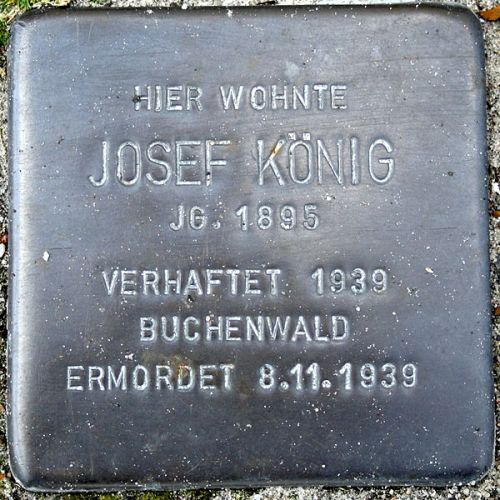 HIER WOHNTE
JOSEF KÖNIG
JG. 1895
VERHAFTET 1939
BUCHENWALD
ERMORDET 8.11.1939